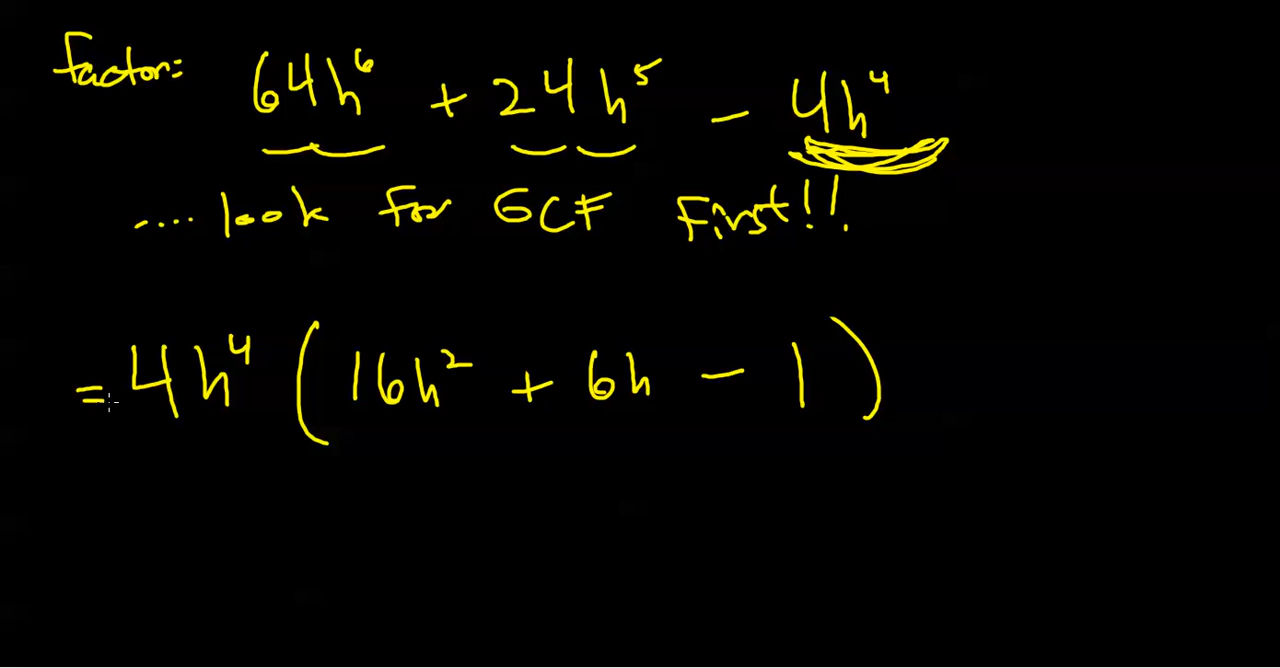 Factor: 64h⁶ + 24h⁵ - 4h⁴
.... look for GCF First!!
= 4h⁴ ( 16h² + 6h - 1 )